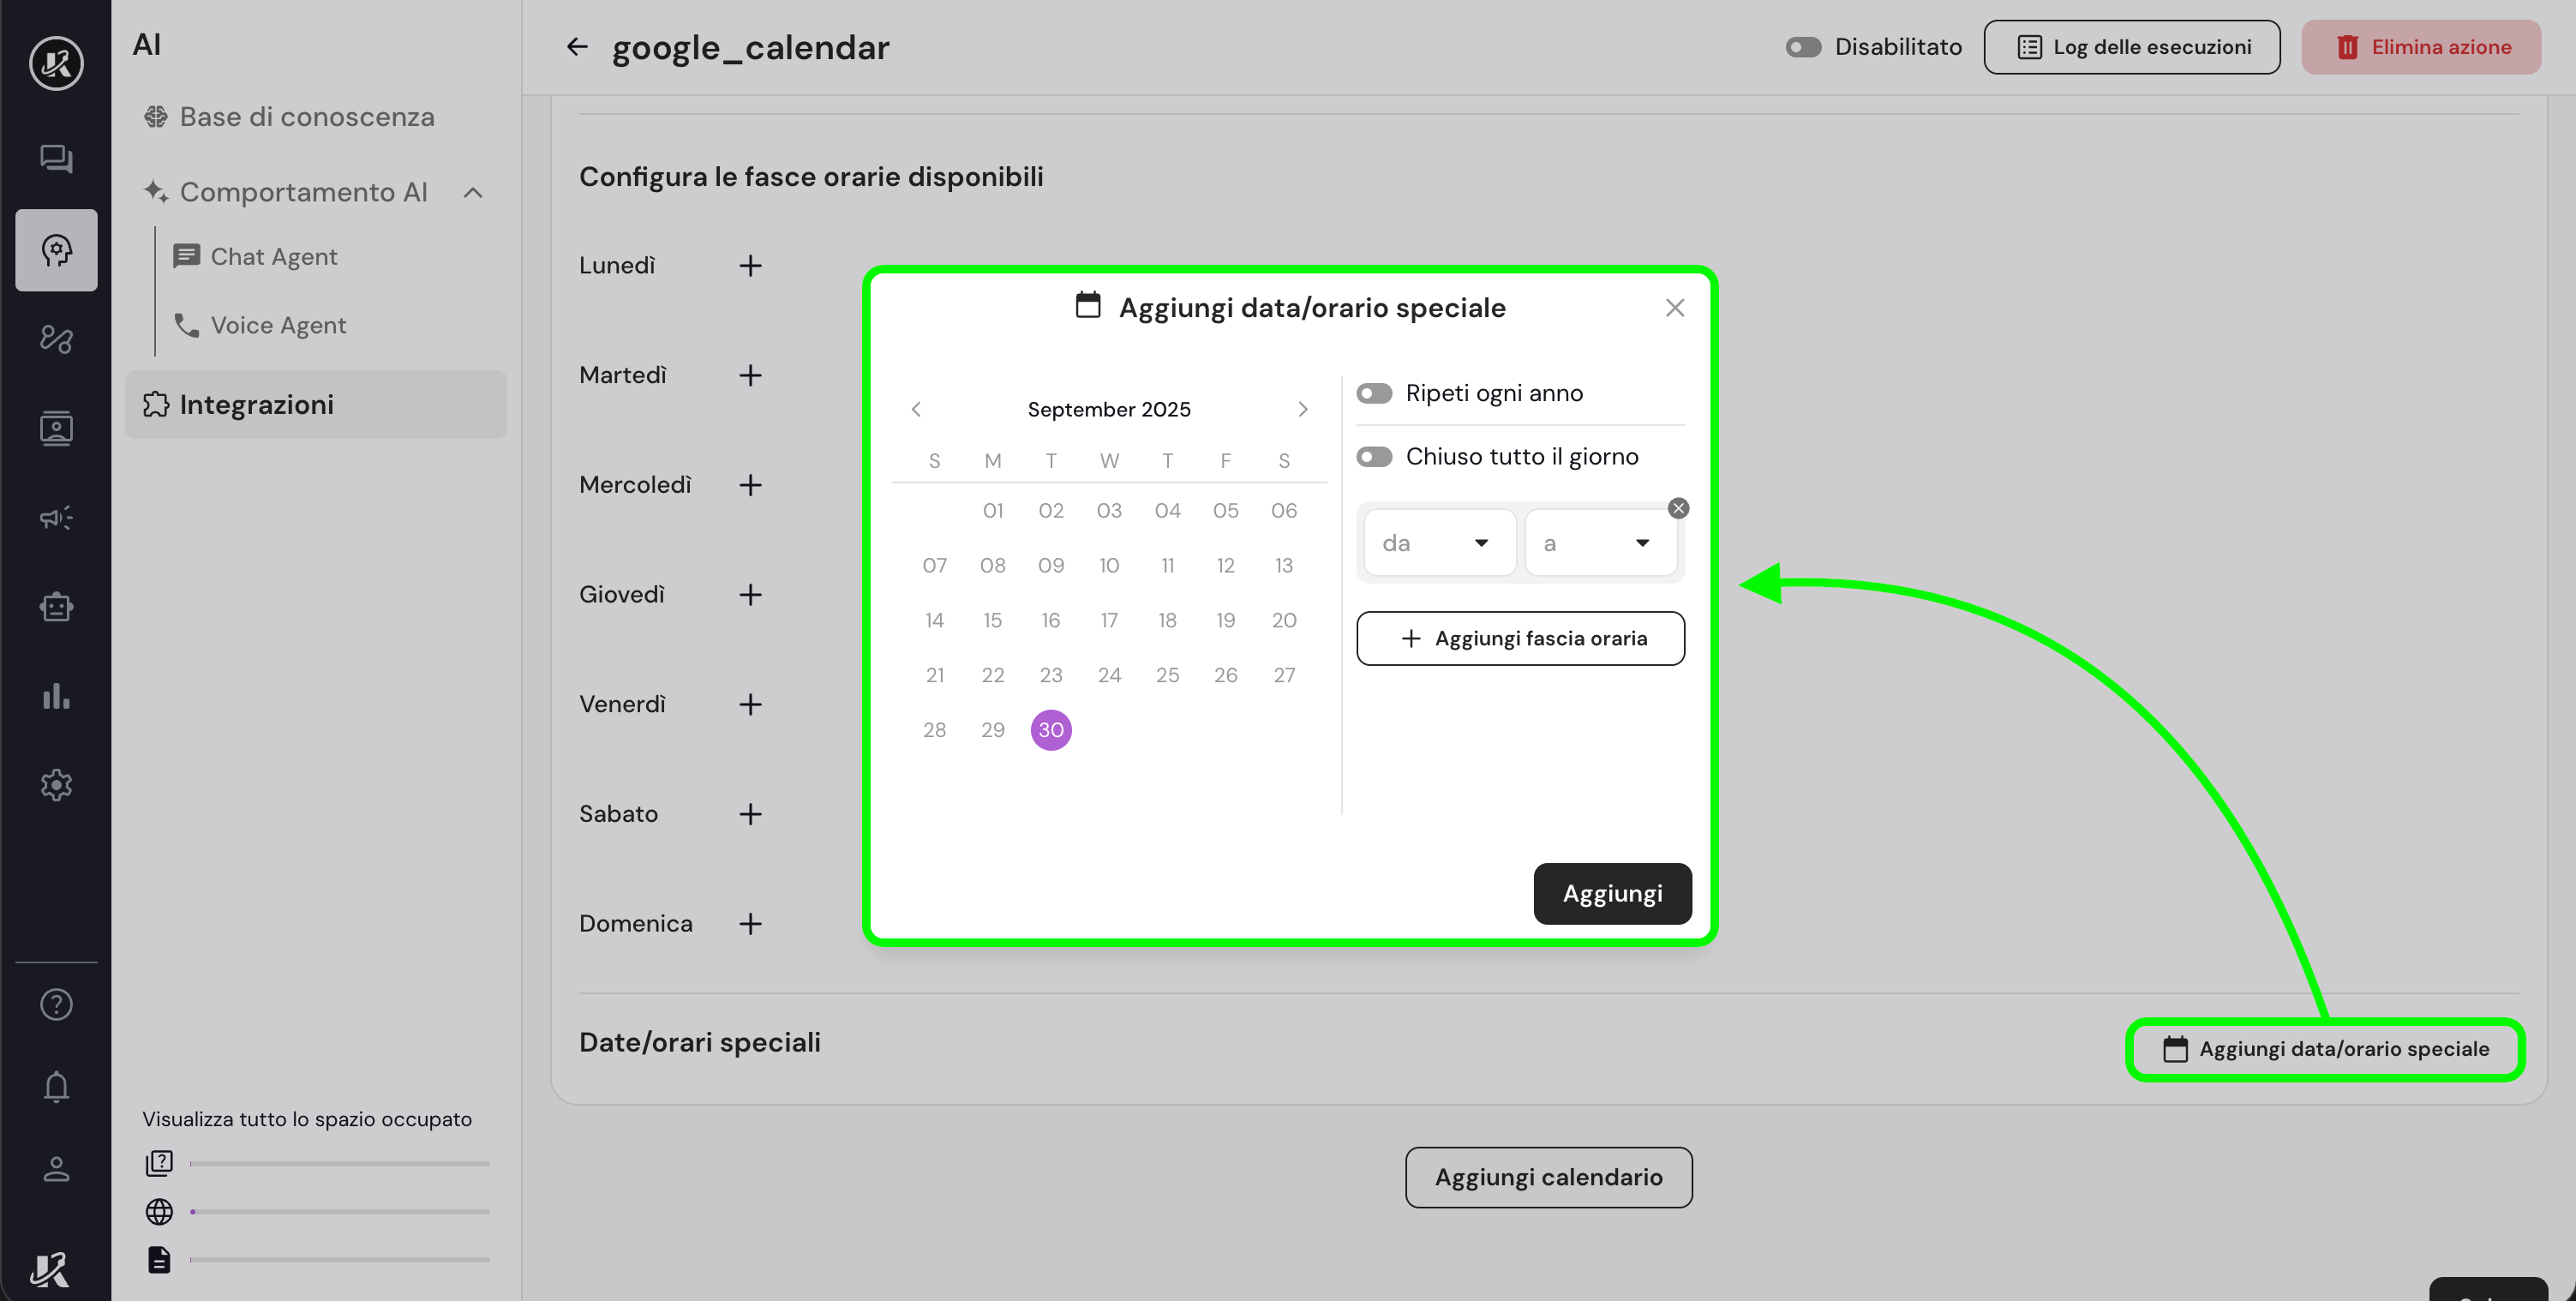 AI
Base di conoscenza
Comportamento AI
Chat Agent
Voice Agent
Integrazioni
Visualizza tutto lo spazio occupato
google_calendar
Disabilitato
Log delle esecuzioni
Elimina azione
Configura le fasce orarie disponibili
Lunedì
Martedì
Mercoledì
Giovedì
Venerdì
Sabato
Domenica
Aggiungi data/orario speciale
September 2025
S M T W T F S
01 02 03 04 05 06
07 08 09 10 11 12 13
14 15 16 17 18 19 20
21 22 23 24 25 26 27
28 29 30
Ripeti ogni anno
Chiuso tutto il giorno
da a
Aggiungi fascia oraria
Aggiungi
Date/orari speciali
Aggiungi data/orario speciale
Aggiungi calendario